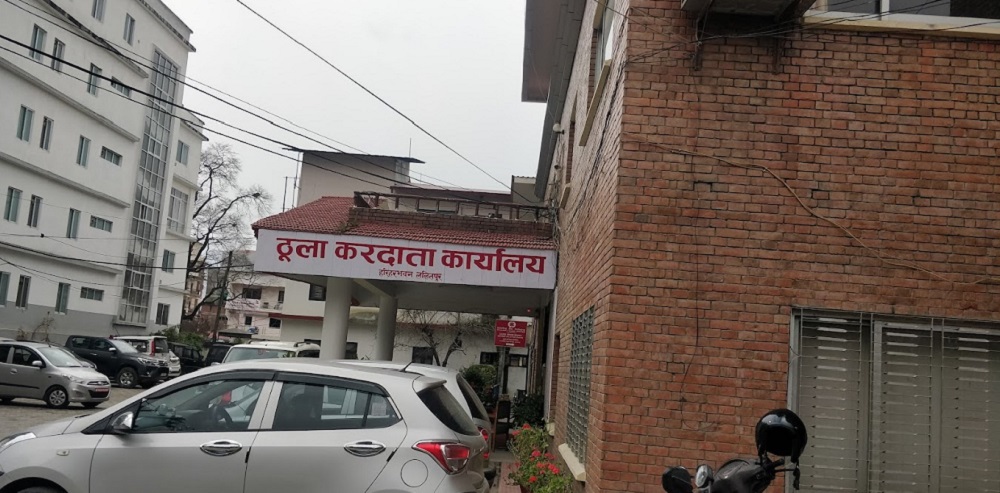 ठूला करदाता कार्यालय
हरिहरभवन ललितपुर